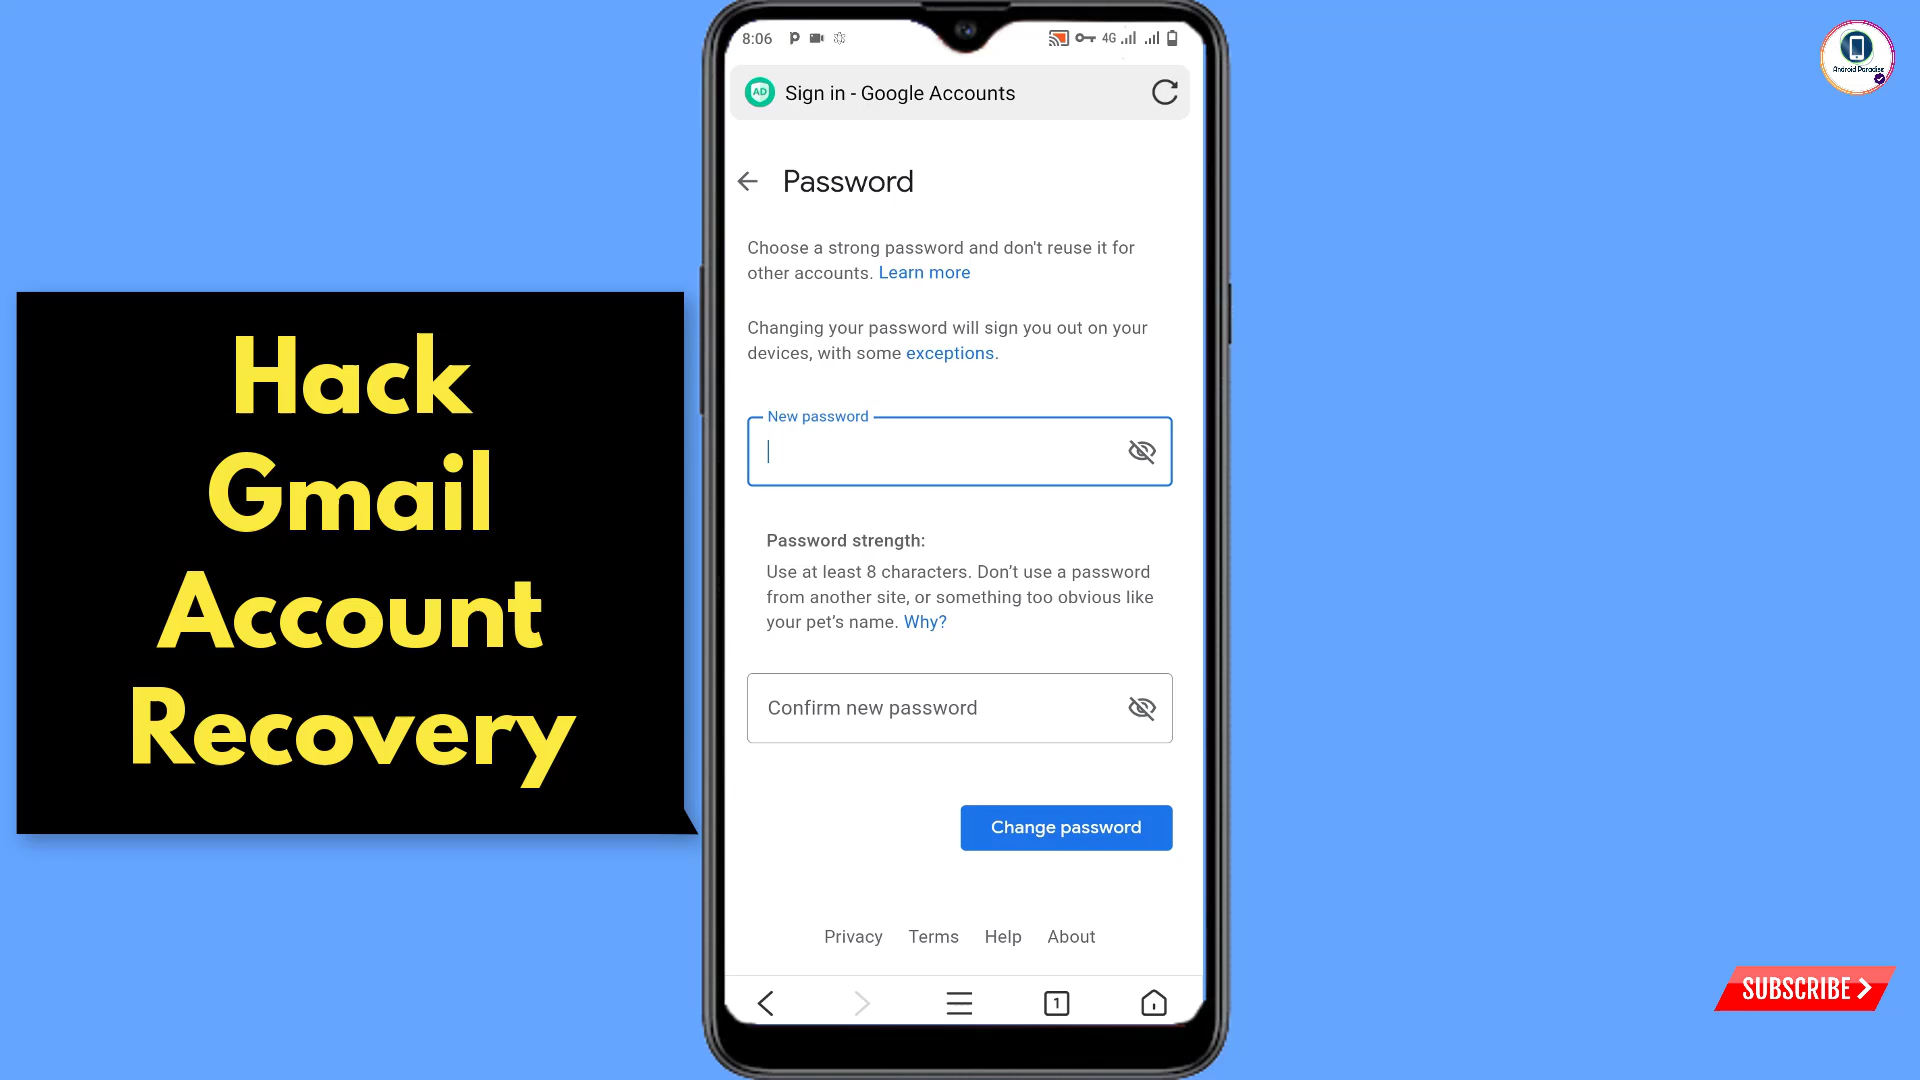 8:06
4G
AD
Sign in - Google Accounts
Android Paradise
Password
Choose a strong password and don't reuse it for
other accounts. Learn more
Changing your password will sign you out on your
devices, with some exceptions.
Hack
Gmail
Account
Recovery
New password
Password strength:
Use at least 8 characters. Don’t use a password
from another site, or something too obvious like
your pet’s name. Why?
Confirm new password
Change password
Privacy Terms Help About
1
SUBSCRIBE